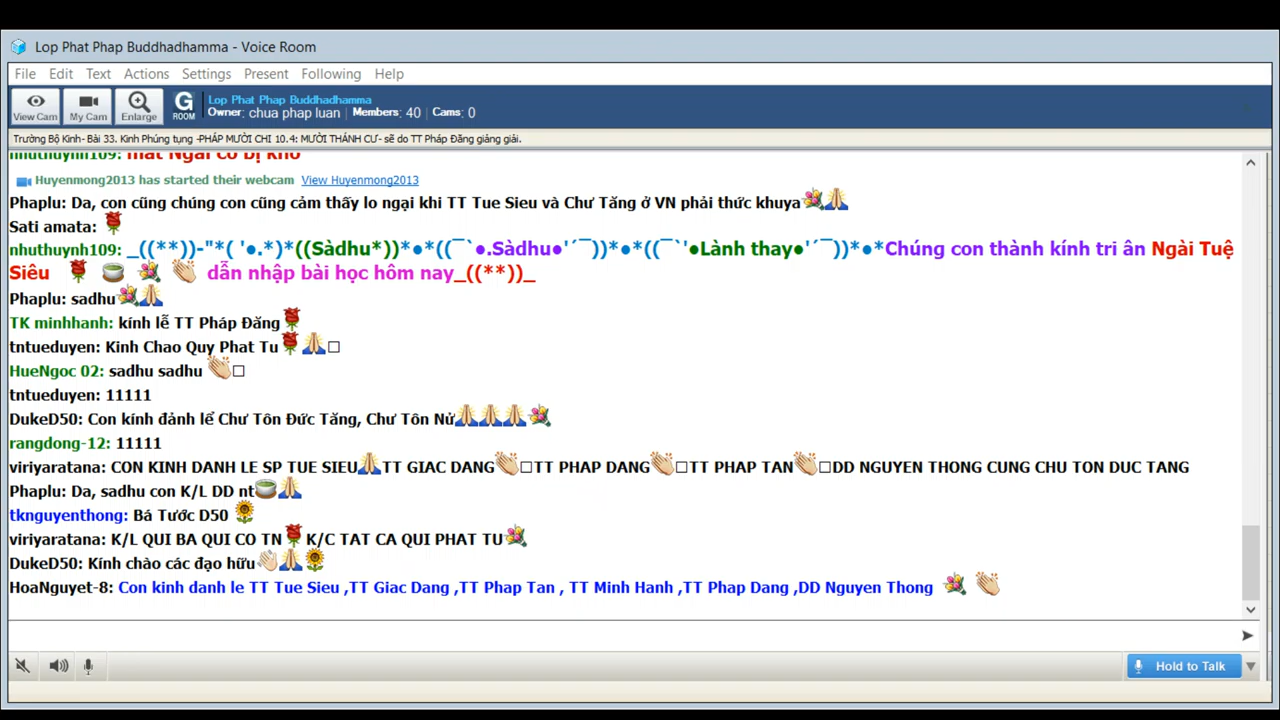 Lop Phat Phap Buddhadhamma - Voice Room
File Edit Text Actions Settings Present Following Help
View Cam My Cam Enlarge G ROOM Lop Phat Phap Buddhadhamma
Owner: chua phap luan | Members: 40 | Cams: 0
Trường Bộ Kinh- Bài 33. Kinh Phúng tụng -PHÁP MƯỜI CHI 10.4: MƯỜI THÁNH CƯ- sẽ do TT Pháp Đăng giảng giải.
nhuthuynh109: mát Ngài có bị khô
Huyenmong2013 has started their webcam View Huyenmong2013
Phaplu: Da, con cũng chúng con cũng cảm thấy lo ngại khi TT Tue Sieu và Chư Tăng ở VN phải thức khuya
Sati amata:
nhuthuynh109: _((**))-"*( '●.*)*((Sàdhu*))*●*((¯`●.Sàdhu●'´¯))*●*((¯`'●Lành thay●'´¯))*●*Chúng con thành kính tri ân Ngài Tuệ
Siêu dẫn nhập bài học hôm nay_((**))_
Phaplu: sadhu
TK minhhanh: kính lễ TT Pháp Đăng
tntueduyen: Kinh Chao Quy Phat Tu
HueNgoc 02: sadhu sadhu
tntueduyen: 11111
DukeD50: Con kính đảnh lể Chư Tôn Đức Tăng, Chư Tôn Nử
rangdong-12: 11111
viriyaratana: CON KINH DANH LE SP TUE SIEU TT GIAC DANG TT PHAP DANG TT PHAP TAN DD NGUYEN THONG CUNG CHU TON DUC TANG
Phaplu: Da, sadhu con K/L DD nt
tknguyenthong: Bá Tước D50
viriyaratana: K/L QUI BA QUI CO TN K/C TAT CA QUI PHAT TU
DukeD50: Kính chào các đạo hữu
HoaNguyet-8: Con kinh danh le TT Tue Sieu ,TT Giac Dang ,TT Phap Tan , TT Minh Hanh ,TT Phap Dang ,DD Nguyen Thong
Hold to Talk